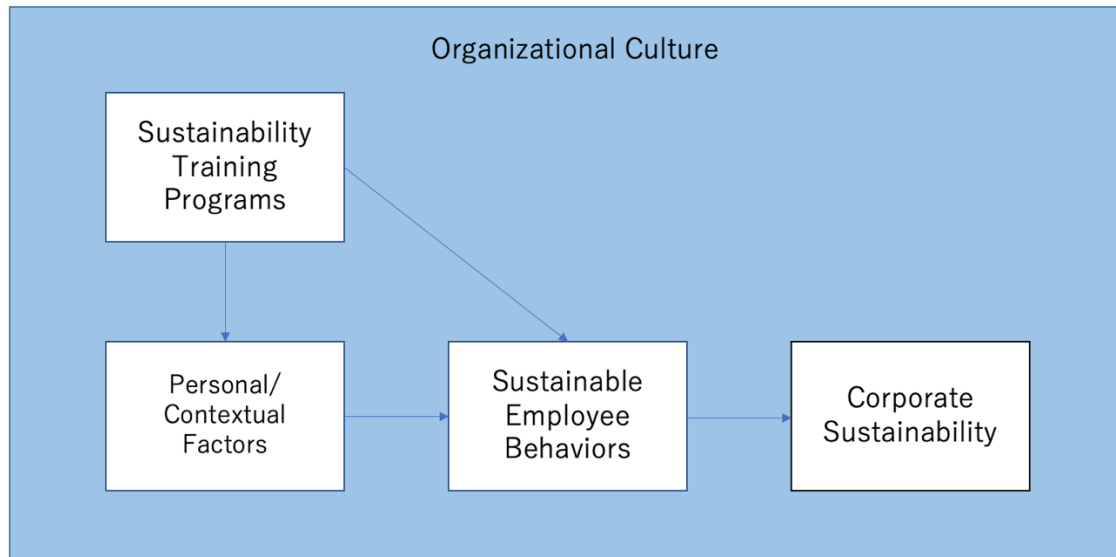 Organizational Culture
Sustainability
Training
Programs
Personal/
Contextual
Factors
Sustainable
Employee
Behaviors
Corporate
Sustainability